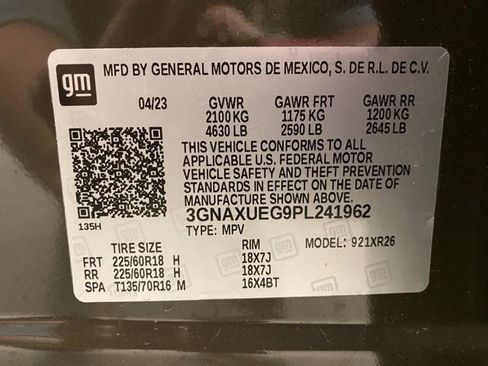 gm
MFD BY GENERAL MOTORS DE MEXICO, S. DE R.L. DE C.V.
04/23 GVWR GAWR FRT GAWR RR
2100 KG 1175 KG 1200 KG
4630 LB 2590 LB 2645 LB
THIS VEHICLE CONFORMS TO ALL
APPLICABLE U.S. FEDERAL MOTOR
VEHICLE SAFETY AND THEFT PREVENTION
STANDARDS IN EFFECT ON THE DATE OF
MANUFACTURE SHOWN ABOVE.
3GNAXUEG9PL241962
135H
TYPE: MPV
TIRE SIZE RIM MODEL: 921XR26
FRT 225/60R18 H 18X7J
RR 225/60R18 H 18X7J
SPA T135/70R16 M 16X4BT